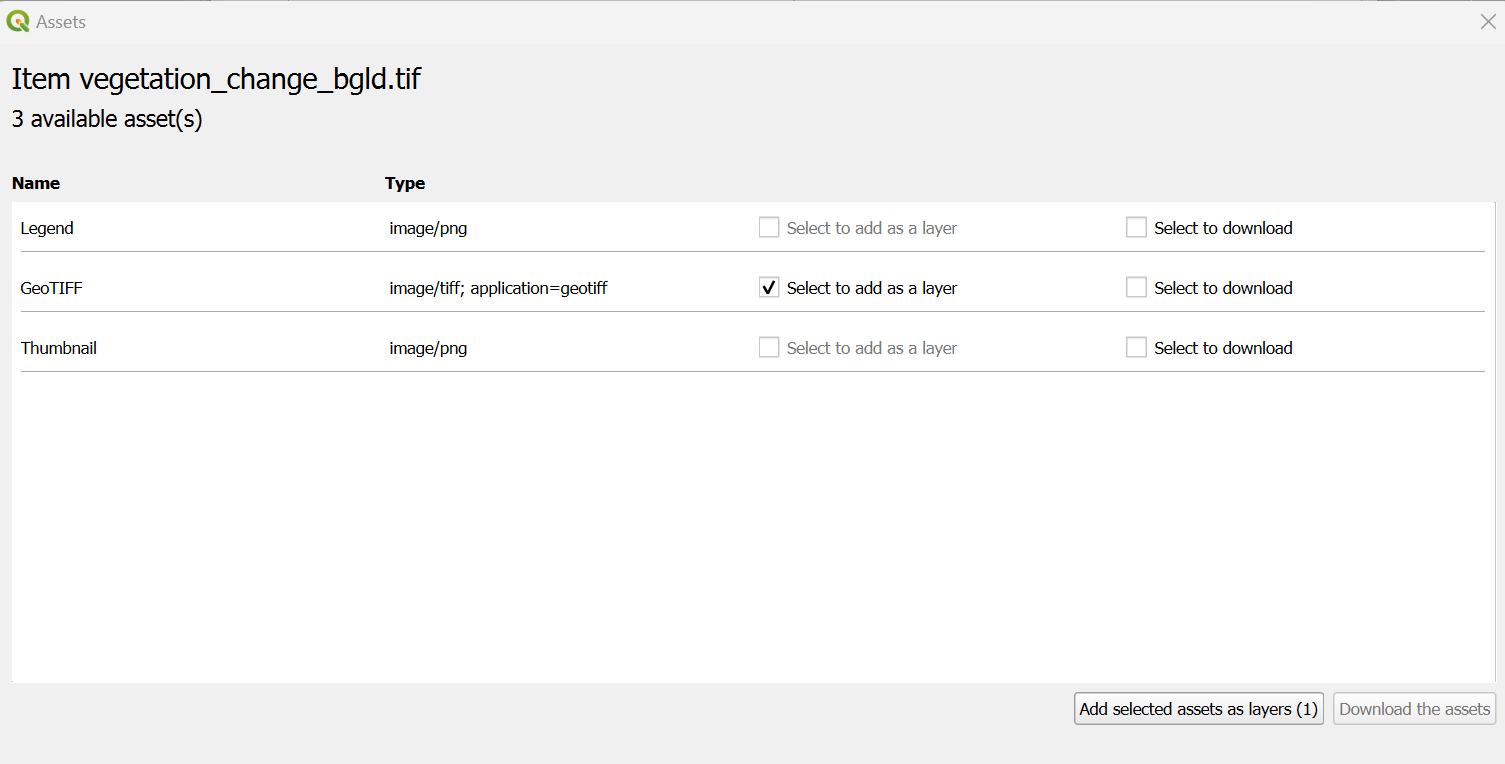 Assets
Item vegetation_change_bgld.tif
3 available asset(s)
Name Type
Legend image/png Select to add as a layer Select to download
GeoTIFF image/tiff; application=geotiff Select to add as a layer Select to download
Thumbnail image/png Select to add as a layer Select to download
Add selected assets as layers (1) Download the assets